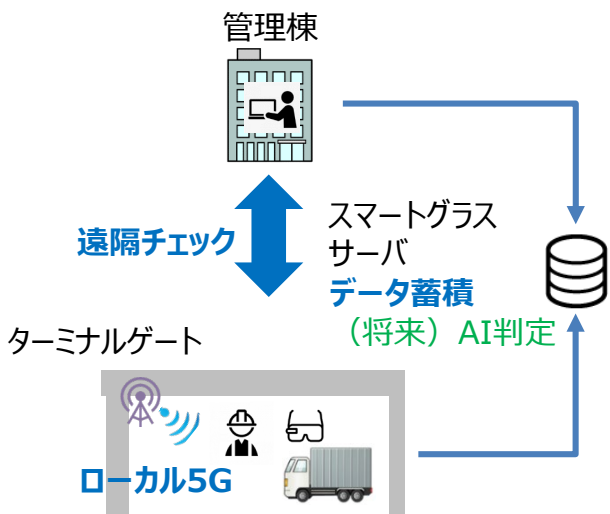 管理棟
遠隔チェック
スマートグラス
サーバ
データ蓄積
（将来）AI判定
ターミナルゲート
ローカル5G